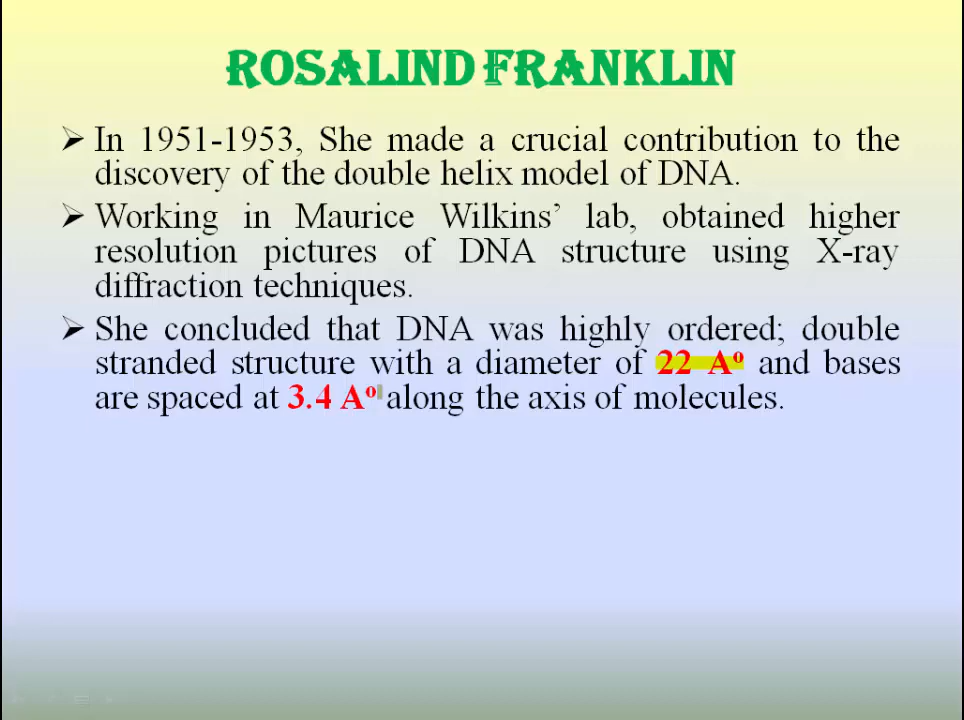 ROSALIND FRANKLIN
➢ In 1951-1953, She made a crucial contribution to the
discovery of the double helix model of DNA.
➢ Working in Maurice Wilkins’ lab, obtained higher
resolution pictures of DNA structure using X-ray
diffraction techniques.
➢ She concluded that DNA was highly ordered; double
stranded structure with a diameter of 22 Aº and bases
are spaced at 3.4 Aº along the axis of molecules.